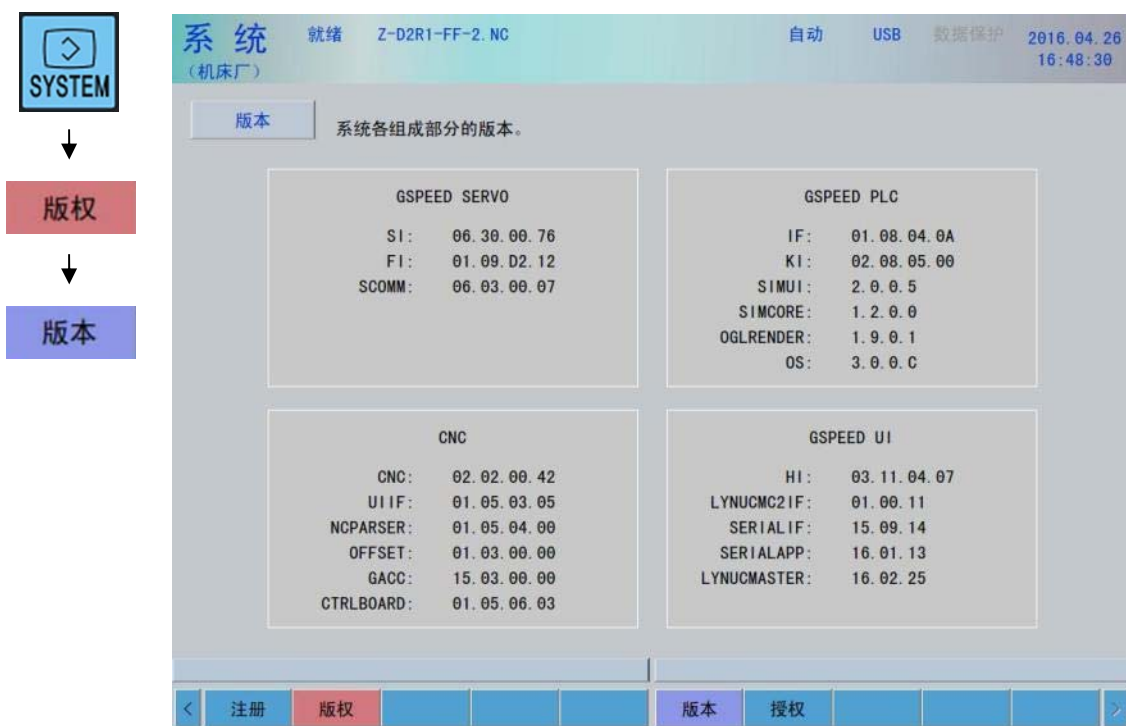 SYSTEM
版权
版本
系 统 就绪 Z-D2R1-FF-2.NC 自动 USB 数据保护 2016.04.26
(机床厂) 16:48:30
版本 系统各组成部分的版本。
GSPEED SERVO
SI: 06.30.00.76
FI: 01.09.D2.12
SCOMM: 06.03.00.07
GSPEED PLC
IF: 01.08.04.0A
KI: 02.08.05.00
SIMUI: 2.0.0.5
SIMCORE: 1.2.0.0
OGLRENDER: 1.9.0.1
OS: 3.0.0.C
CNC
CNC: 02.02.00.42
UIIF: 01.05.03.05
NCPARSER: 01.05.04.00
OFFSET: 01.03.00.00
GACC: 15.03.00.00
CTRLBOARD: 01.05.06.03
GSPEED UI
HI: 03.11.04.07
LYNUCMC2IF: 01.00.11
SERIALIF: 15.09.14
SERIALAPP: 16.01.13
LYNUCMASTER: 16.02.25
< 注册 版权 版本 授权 >